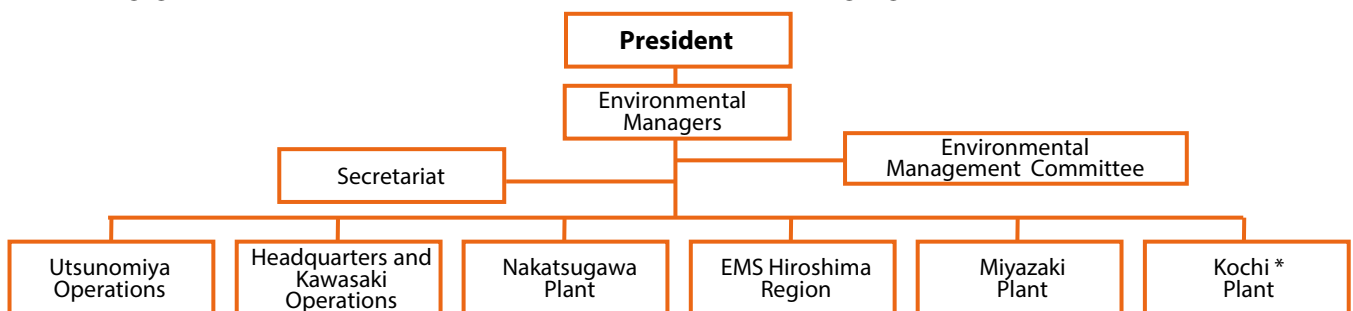 President
Environmental
Managers
Environmental
Management Committee
Secretariat
Utsunomiya
Operations
Headquarters and
Kawasaki
Operations
Nakatsugawa
Plant
EMS Hiroshima
Region
Miyazaki
Plant
Kochi *
Plant